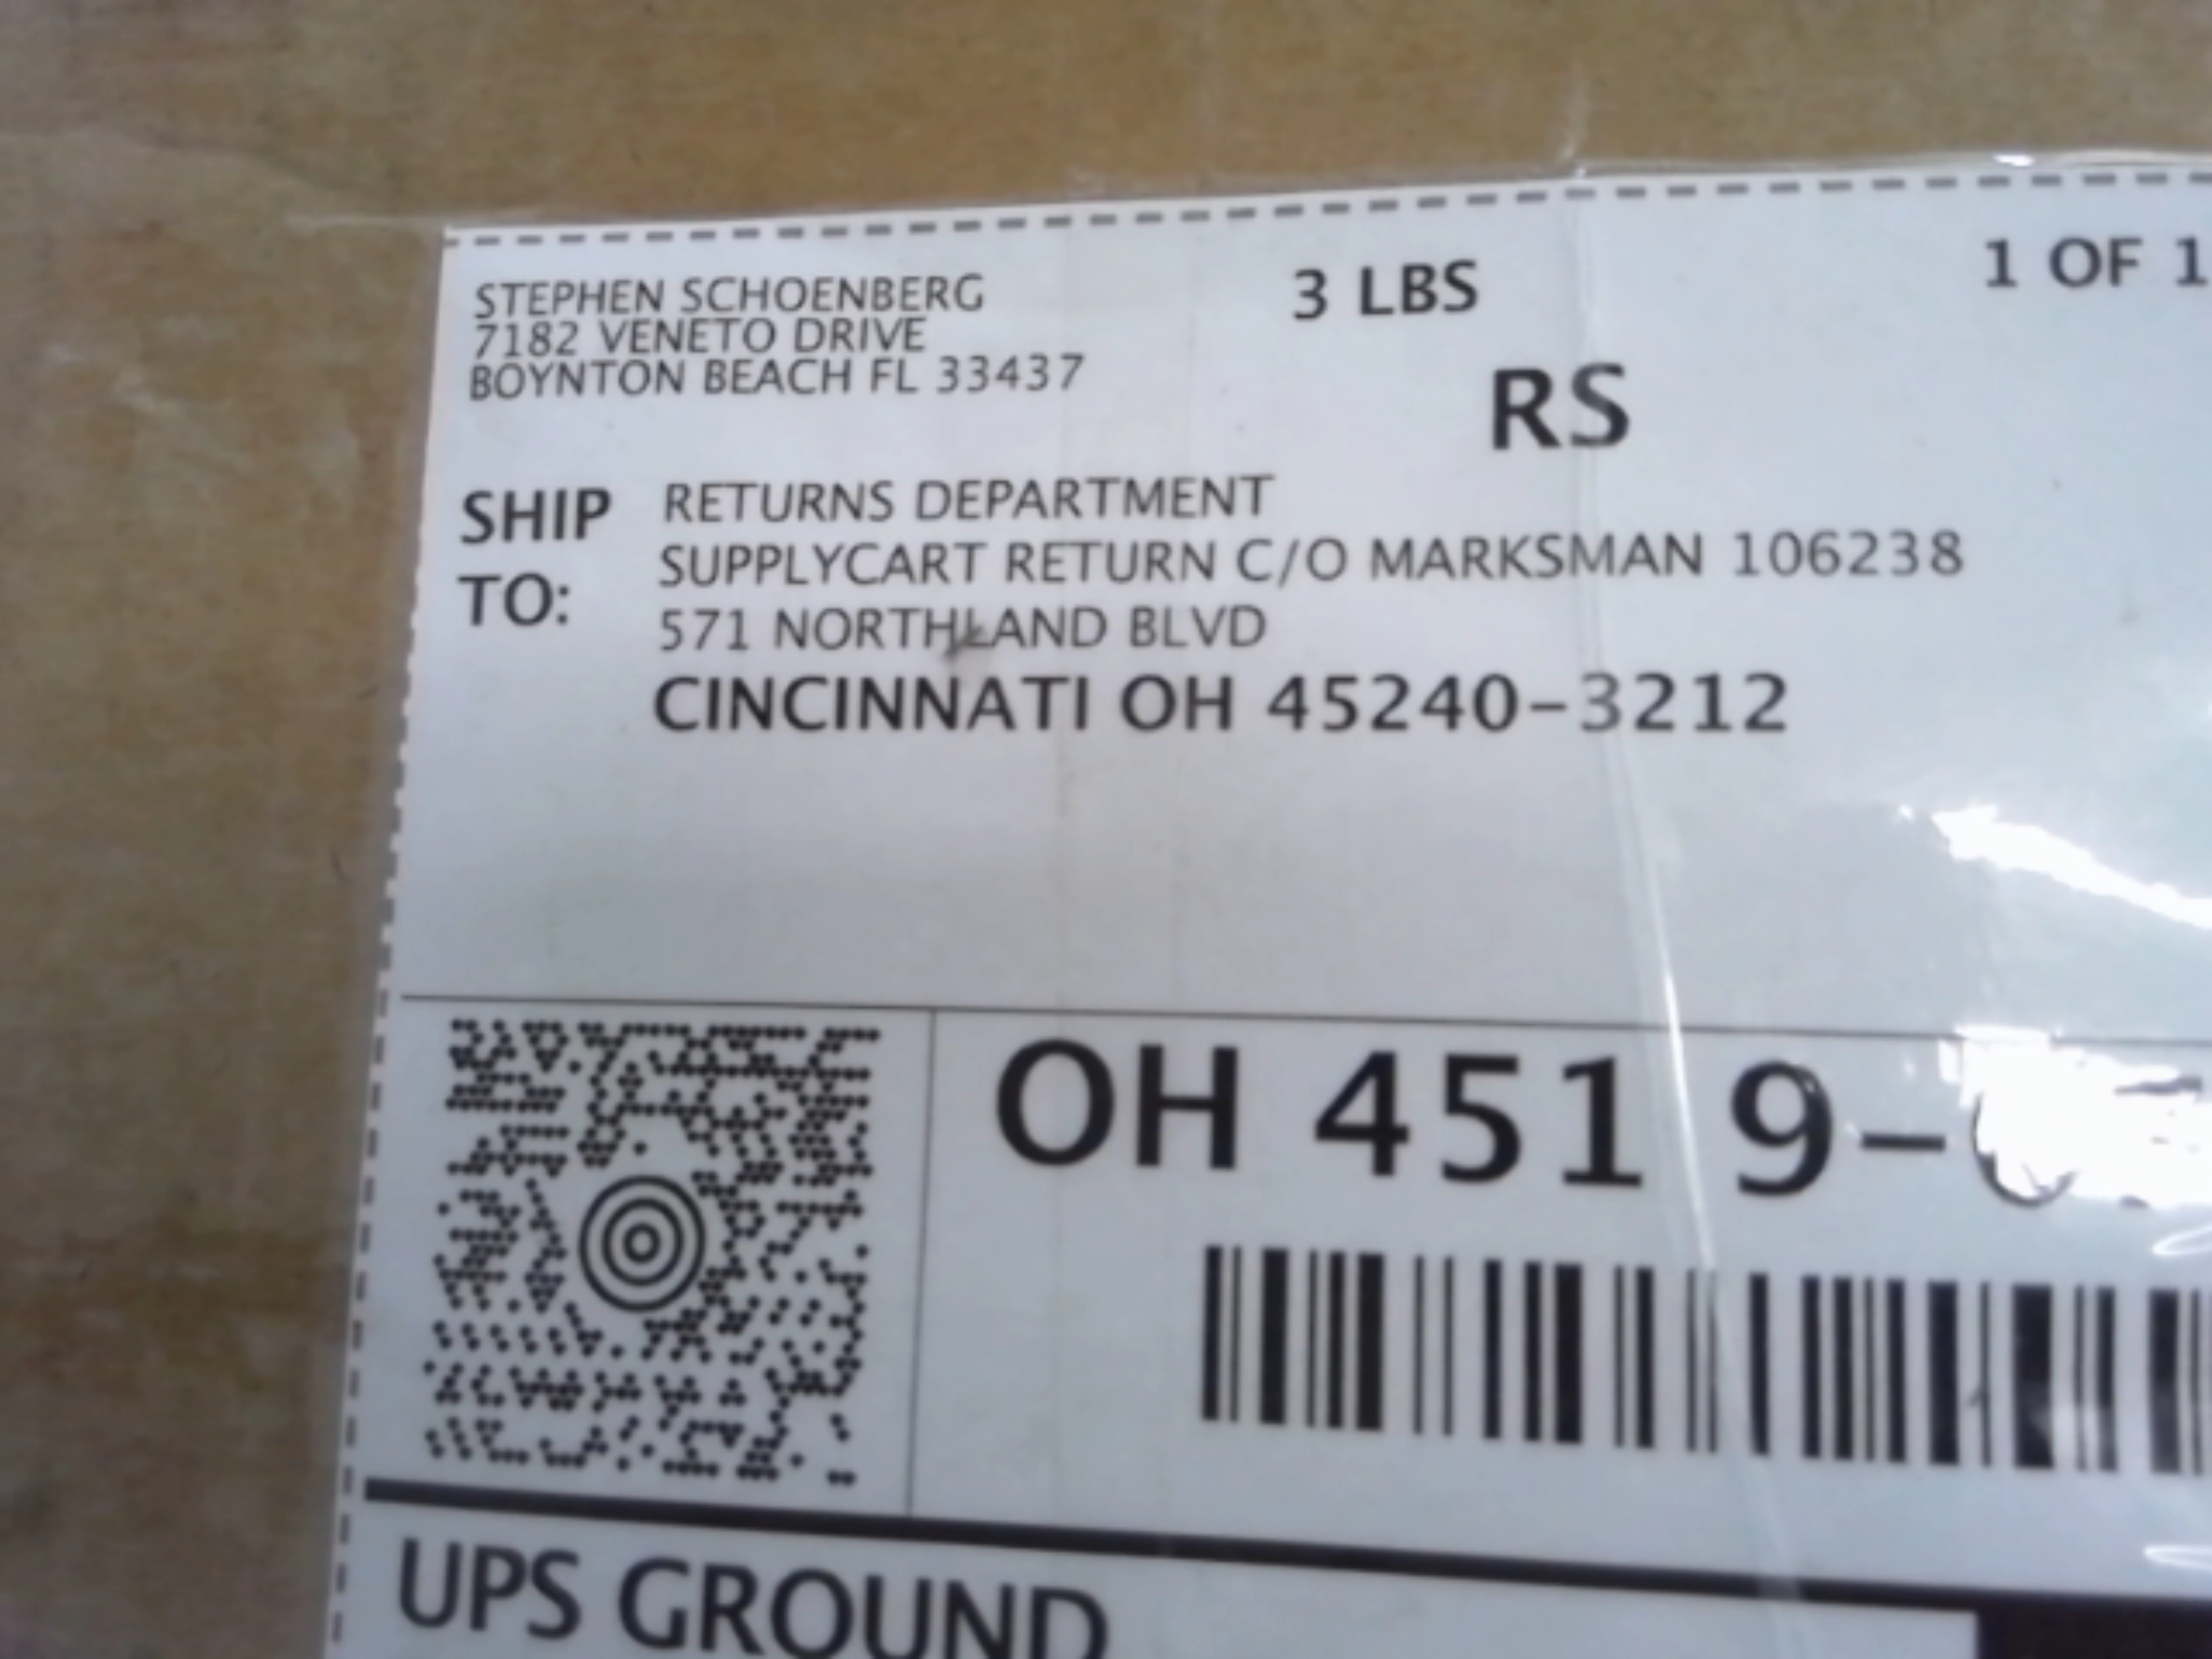 STEPHEN SCHOENBERG
7182 VENETO DRIVE
BOYNTON BEACH FL 33437
3 LBS
1 OF 1
RS
SHIP TO:
RETURNS DEPARTMENT
SUPPLYCART RETURN C/O MARKSMAN 106238
571 NORTHLAND BLVD
CINCINNATI OH 45240-3212
OH 451 9-
UPS GROUND